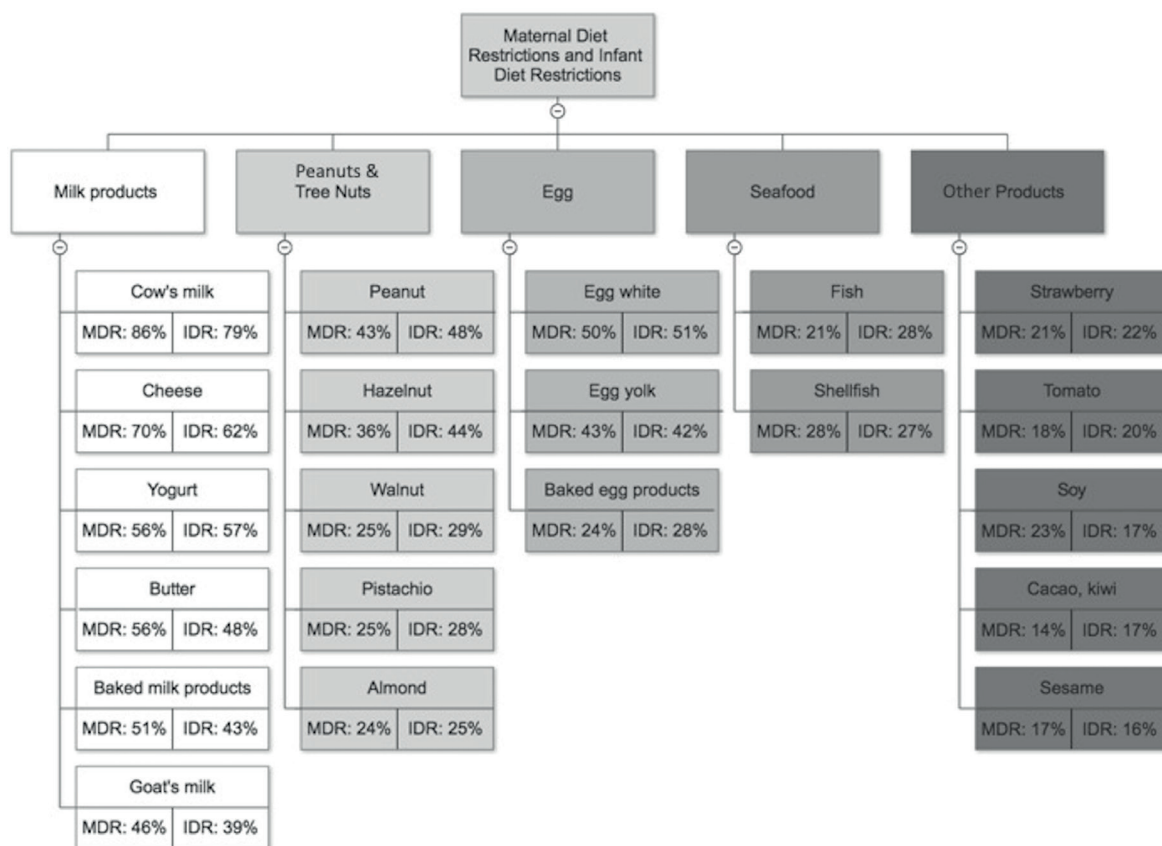 Maternal Diet
Restrictions and Infant
Diet Restrictions
Milk products
Peanuts &
Tree Nuts
Egg
Seafood
Other Products
Cow's milk
MDR: 86% IDR: 79%
Cheese
MDR: 70% IDR: 62%
Yogurt
MDR: 56% IDR: 57%
Butter
MDR: 56% IDR: 48%
Baked milk products
MDR: 51% IDR: 43%
Goat's milk
MDR: 46% IDR: 39%
Peanut
MDR: 43% IDR: 48%
Hazelnut
MDR: 36% IDR: 44%
Walnut
MDR: 25% IDR: 29%
Pistachio
MDR: 25% IDR: 28%
Almond
MDR: 24% IDR: 25%
Egg white
MDR: 50% IDR: 51%
Egg yolk
MDR: 43% IDR: 42%
Baked egg products
MDR: 24% IDR: 28%
Fish
MDR: 21% IDR: 28%
Shellfish
MDR: 28% IDR: 27%
Strawberry
MDR: 21% IDR: 22%
Tomato
MDR: 18% IDR: 20%
Soy
MDR: 23% IDR: 17%
Cacao, kiwi
MDR: 14% IDR: 17%
Sesame
MDR: 17% IDR: 16%